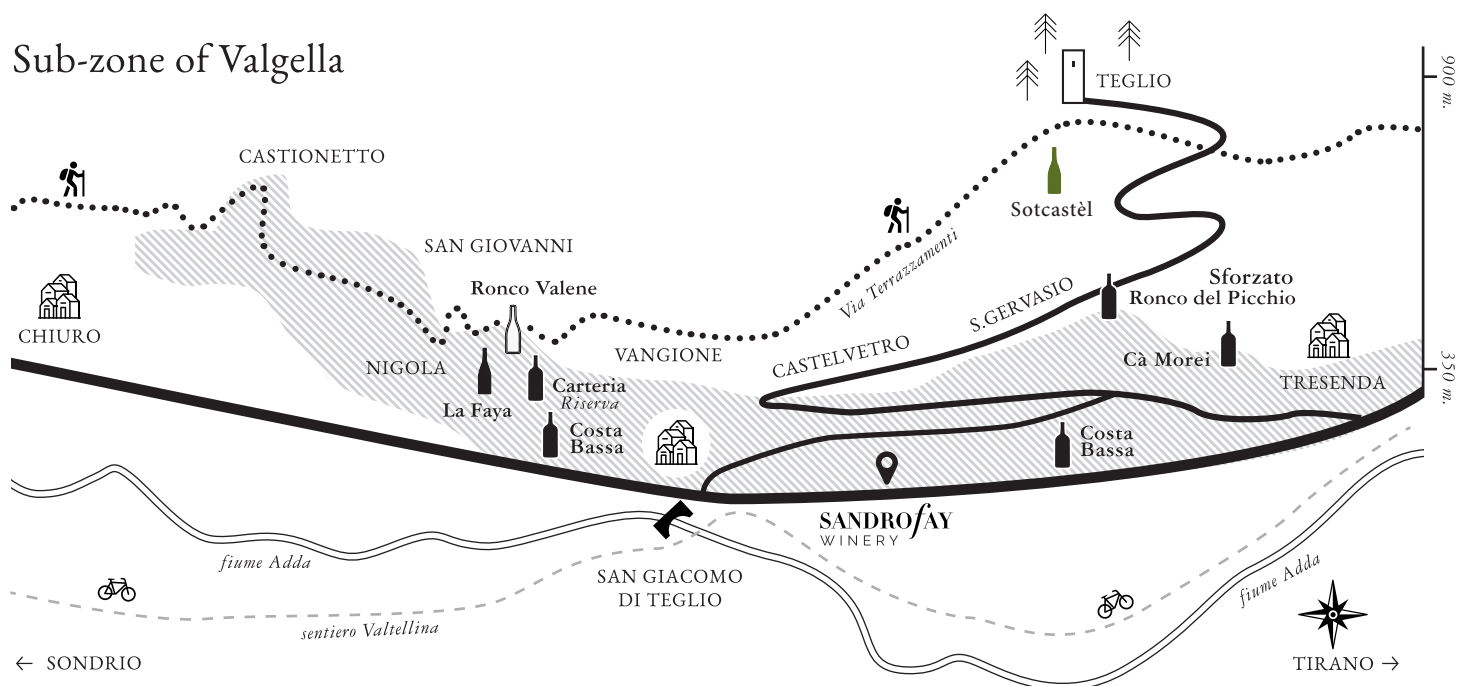 Sub-zone of Valgella
TEGLIO
900 m.
CASTIONETTO
Sotcastèl
Via Terrazzamenti
SAN GIOVANNI
Ronco Valene
S.GERVASIO
Sforzato
Ronco del Picchio
CHIURO
NIGOLA
VANGIONE
CASTELVETRO
Cà Morei
TRESENDA
350 m.
La Faya
Carteria
Riserva
Costa
Bassa
Costa
Bassa
SANDROfAY
WINERY
fiume Adda
SAN GIACOMO
DI TEGLIO
fiume Adda
sentiero Valtellina
← SONDRIO
TIRANO →